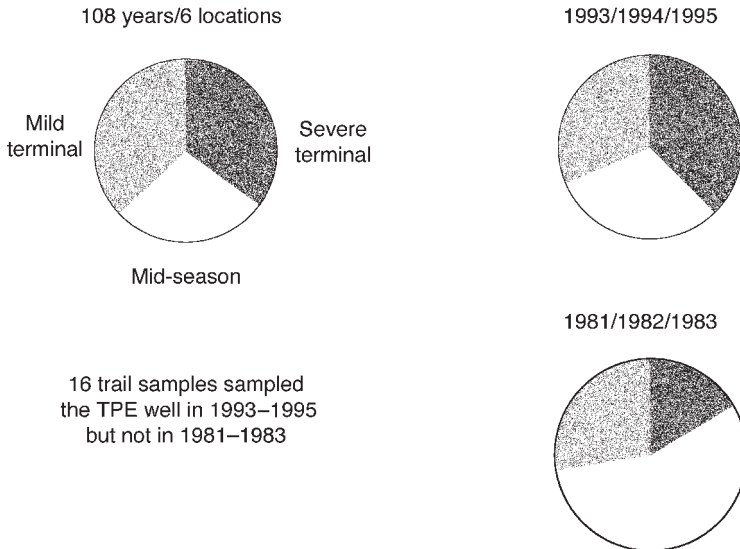 108 years/6 locations
1993/1994/1995
Mild
terminal
Severe
terminal
Mid-season
1981/1982/1983
16 trail samples sampled
the TPE well in 1993–1995
but not in 1981–1983